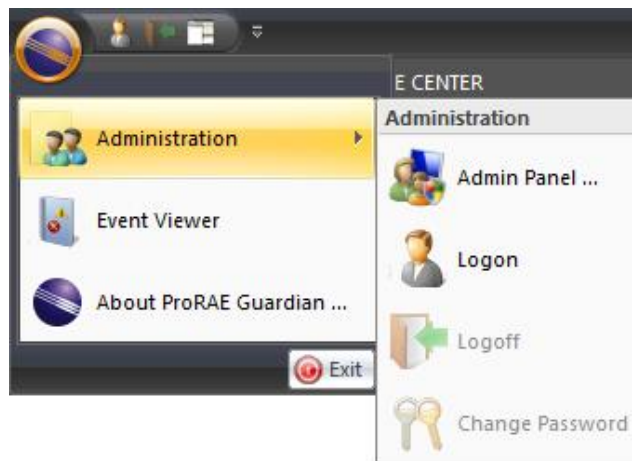 E CENTER
Administration
Administration
Admin Panel ...
Event Viewer
Logon
About ProRAE Guardian ...
Logoff
Exit
Change Password